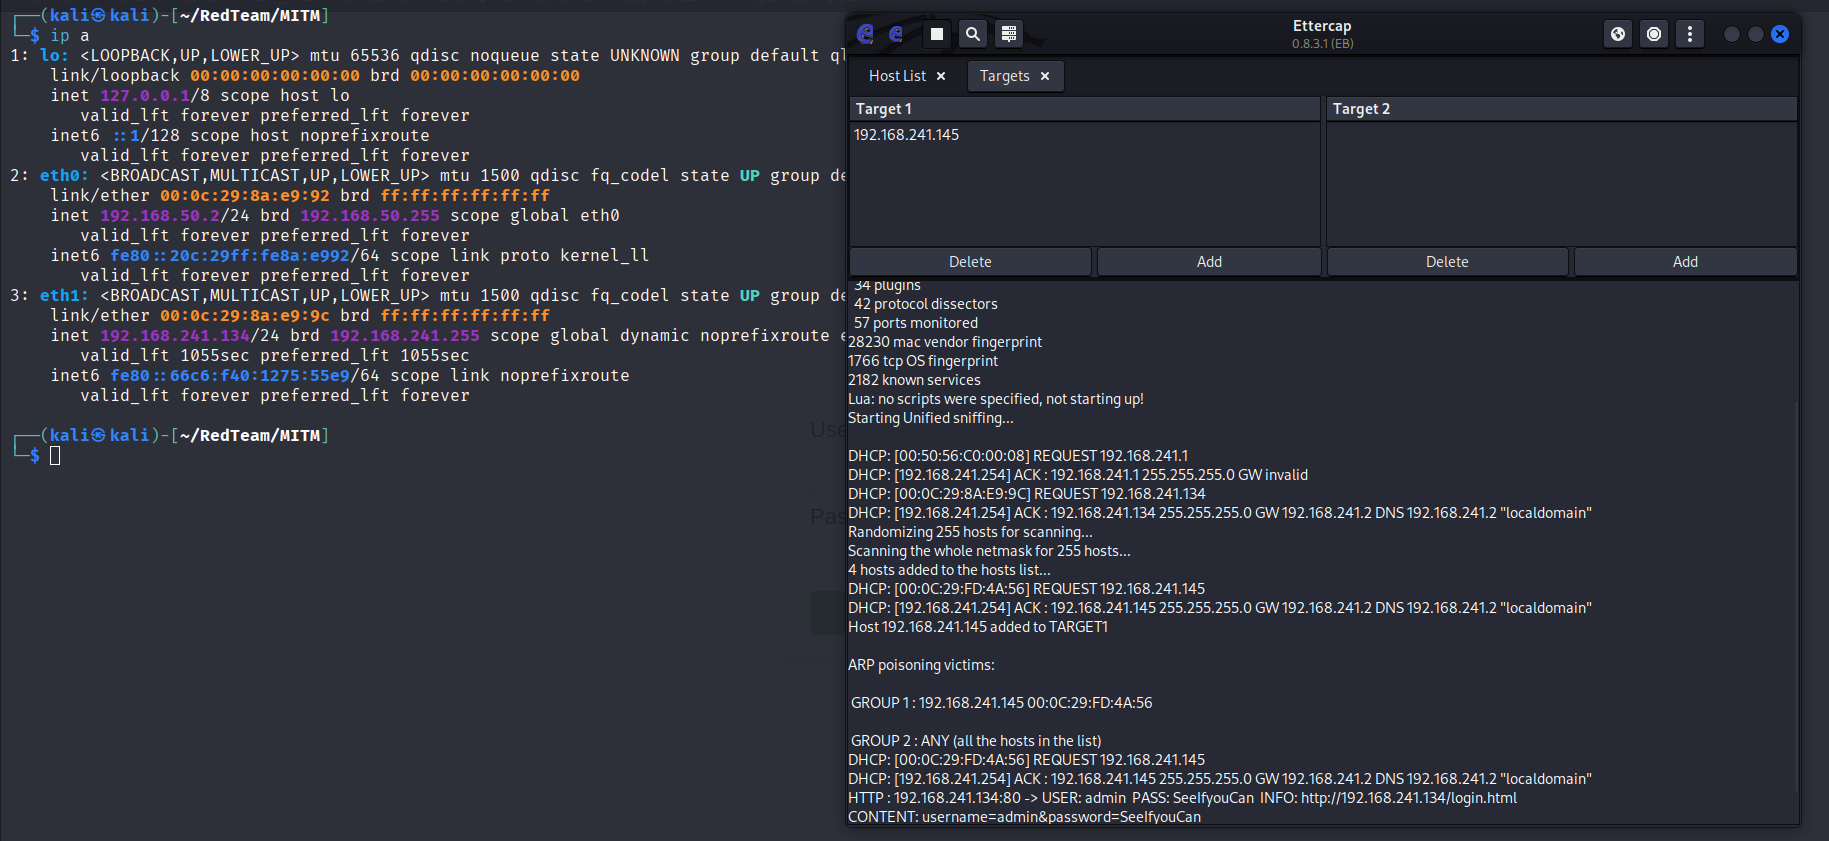 (kali㉿kali)-[~/RedTeam/MITM]
$ ip a
1: lo: <LOOPBACK,UP,LOWER_UP> mtu 65536 qdisc noqueue state UNKNOWN group default ql
link/loopback 00:00:00:00:00:00 brd 00:00:00:00:00:00
inet 127.0.0.1/8 scope host lo
valid_lft forever preferred_lft forever
inet6 ::1/128 scope host noprefixroute
valid_lft forever preferred_lft forever
2: eth0: <BROADCAST,MULTICAST,UP,LOWER_UP> mtu 1500 qdisc fq_codel state UP group de
link/ether 00:0c:29:8a:e9:92 brd ff:ff:ff:ff:ff:ff
inet 192.168.50.2/24 brd 192.168.50.255 scope global eth0
valid_lft forever preferred_lft forever
inet6 fe80::20c:29ff:fe8a:e992/64 scope link proto kernel_ll
valid_lft forever preferred_lft forever
3: eth1: <BROADCAST,MULTICAST,UP,LOWER_UP> mtu 1500 qdisc fq_codel state UP group de
link/ether 00:0c:29:8a:e9:9c brd ff:ff:ff:ff:ff:ff
inet 192.168.241.134/24 brd 192.168.241.255 scope global dynamic noprefixroute e
valid_lft 1055sec preferred_lft 1055sec
inet6 fe80::66c6:f40:1275:55e9/64 scope link noprefixroute
valid_lft forever preferred_lft forever
(kali㉿kali)-[~/RedTeam/MITM]
$
Use
Pas
Ettercap
0.8.3.1 (EB)
Host List
Targets
Target 1
Target 2
192.168.241.145
Delete
Add
Delete
Add
34 plugins
42 protocol dissectors
57 ports monitored
28230 mac vendor fingerprint
1766 tcp OS fingerprint
2182 known services
Lua: no scripts were specified, not starting up!
Starting Unified sniffing...
DHCP: [00:50:56:C0:00:08] REQUEST 192.168.241.1
DHCP: [192.168.241.254] ACK : 192.168.241.1 255.255.255.0 GW invalid
DHCP: [00:0C:29:8A:E9:9C] REQUEST 192.168.241.134
DHCP: [192.168.241.254] ACK : 192.168.241.134 255.255.255.0 GW 192.168.241.2 DNS 192.168.241.2 "localdomain"
Randomizing 255 hosts for scanning...
Scanning the whole netmask for 255 hosts...
4 hosts added to the hosts list...
DHCP: [00:0C:29:FD:4A:56] REQUEST 192.168.241.145
DHCP: [192.168.241.254] ACK : 192.168.241.145 255.255.255.0 GW 192.168.241.2 DNS 192.168.241.2 "localdomain"
Host 192.168.241.145 added to TARGET1
ARP poisoning victims:
GROUP 1 : 192.168.241.145 00:0C:29:FD:4A:56
GROUP 2 : ANY (all the hosts in the list)
DHCP: [00:0C:29:FD:4A:56] REQUEST 192.168.241.145
DHCP: [192.168.241.254] ACK : 192.168.241.145 255.255.255.0 GW 192.168.241.2 DNS 192.168.241.2 "localdomain"
HTTP : 192.168.241.134:80 -> USER: admin PASS: SeeIfyouCan INFO: http://192.168.241.134/login.html
CONTENT: username=admin&password=SeeIfyouCan